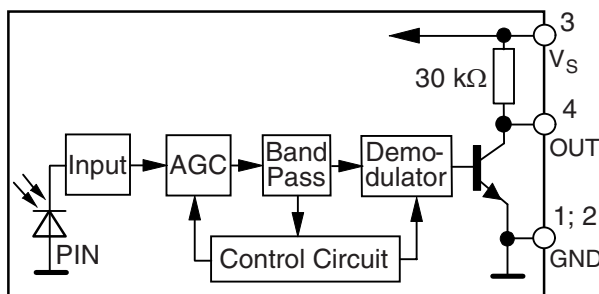 3
V_S
30 kΩ
4
OUT
Input
AGC
Band
Pass
Demo-
dulator
1; 2
GND
PIN
Control Circuit